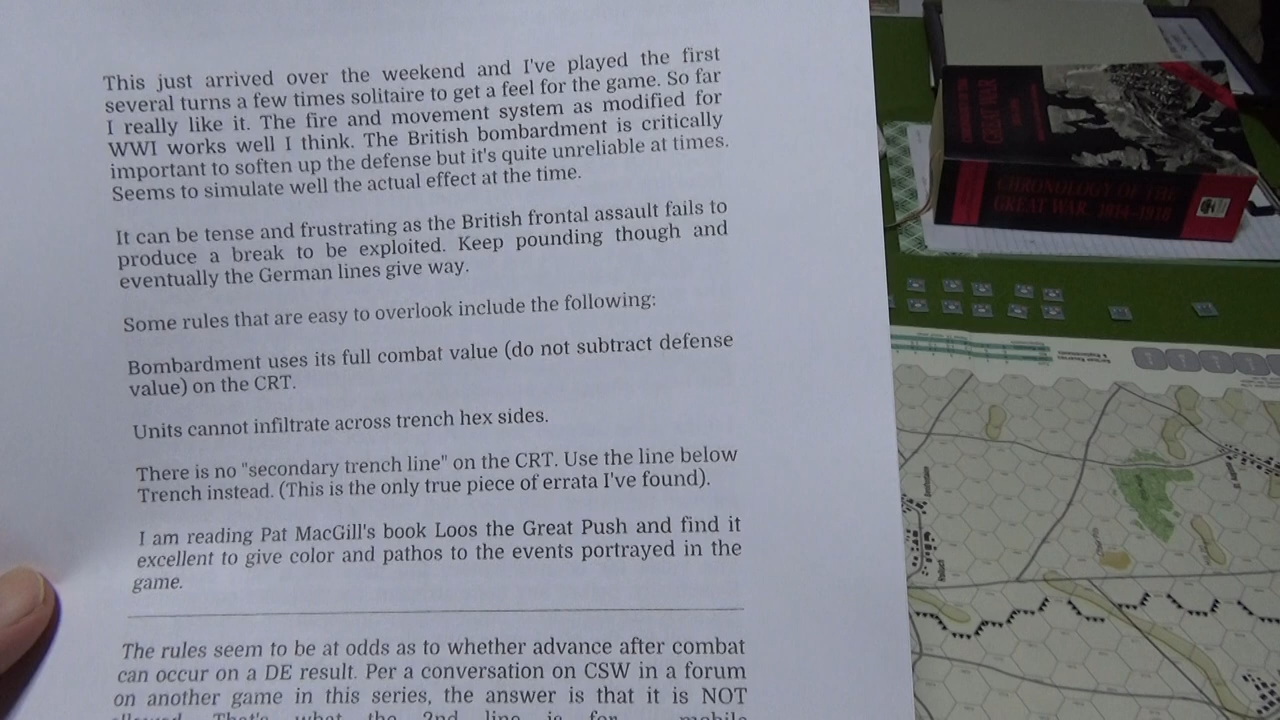 This just arrived over the weekend and I've played the first
several turns a few times solitaire to get a feel for the game. So far
I really like it. The fire and movement system as modified for
WWI works well I think. The British bombardment is critically
important to soften up the defense but it's quite unreliable at times.
Seems to simulate well the actual effect at the time.
It can be tense and frustrating as the British frontal assault fails to
produce a break to be exploited. Keep pounding though and
eventually the German lines give way.
Some rules that are easy to overlook include the following:
Bombardment uses its full combat value (do not subtract defense
value) on the CRT.
Units cannot infiltrate across trench hex sides.
There is no "secondary trench line" on the CRT. Use the line below
Trench instead. (This is the only true piece of errata I've found).
I am reading Pat MacGill's book Loos the Great Push and find it
excellent to give color and pathos to the events portrayed in the
game.
The rules seem to be at odds as to whether advance after combat
can occur on a DE result. Per a conversation on CSW in a forum
on another game in this series, the answer is that it is NOT
allowed. That's what the 2nd line is for mobile
GREAT WAR
CHRONOLOGY OF THE
GREAT WAR, 1914–1918